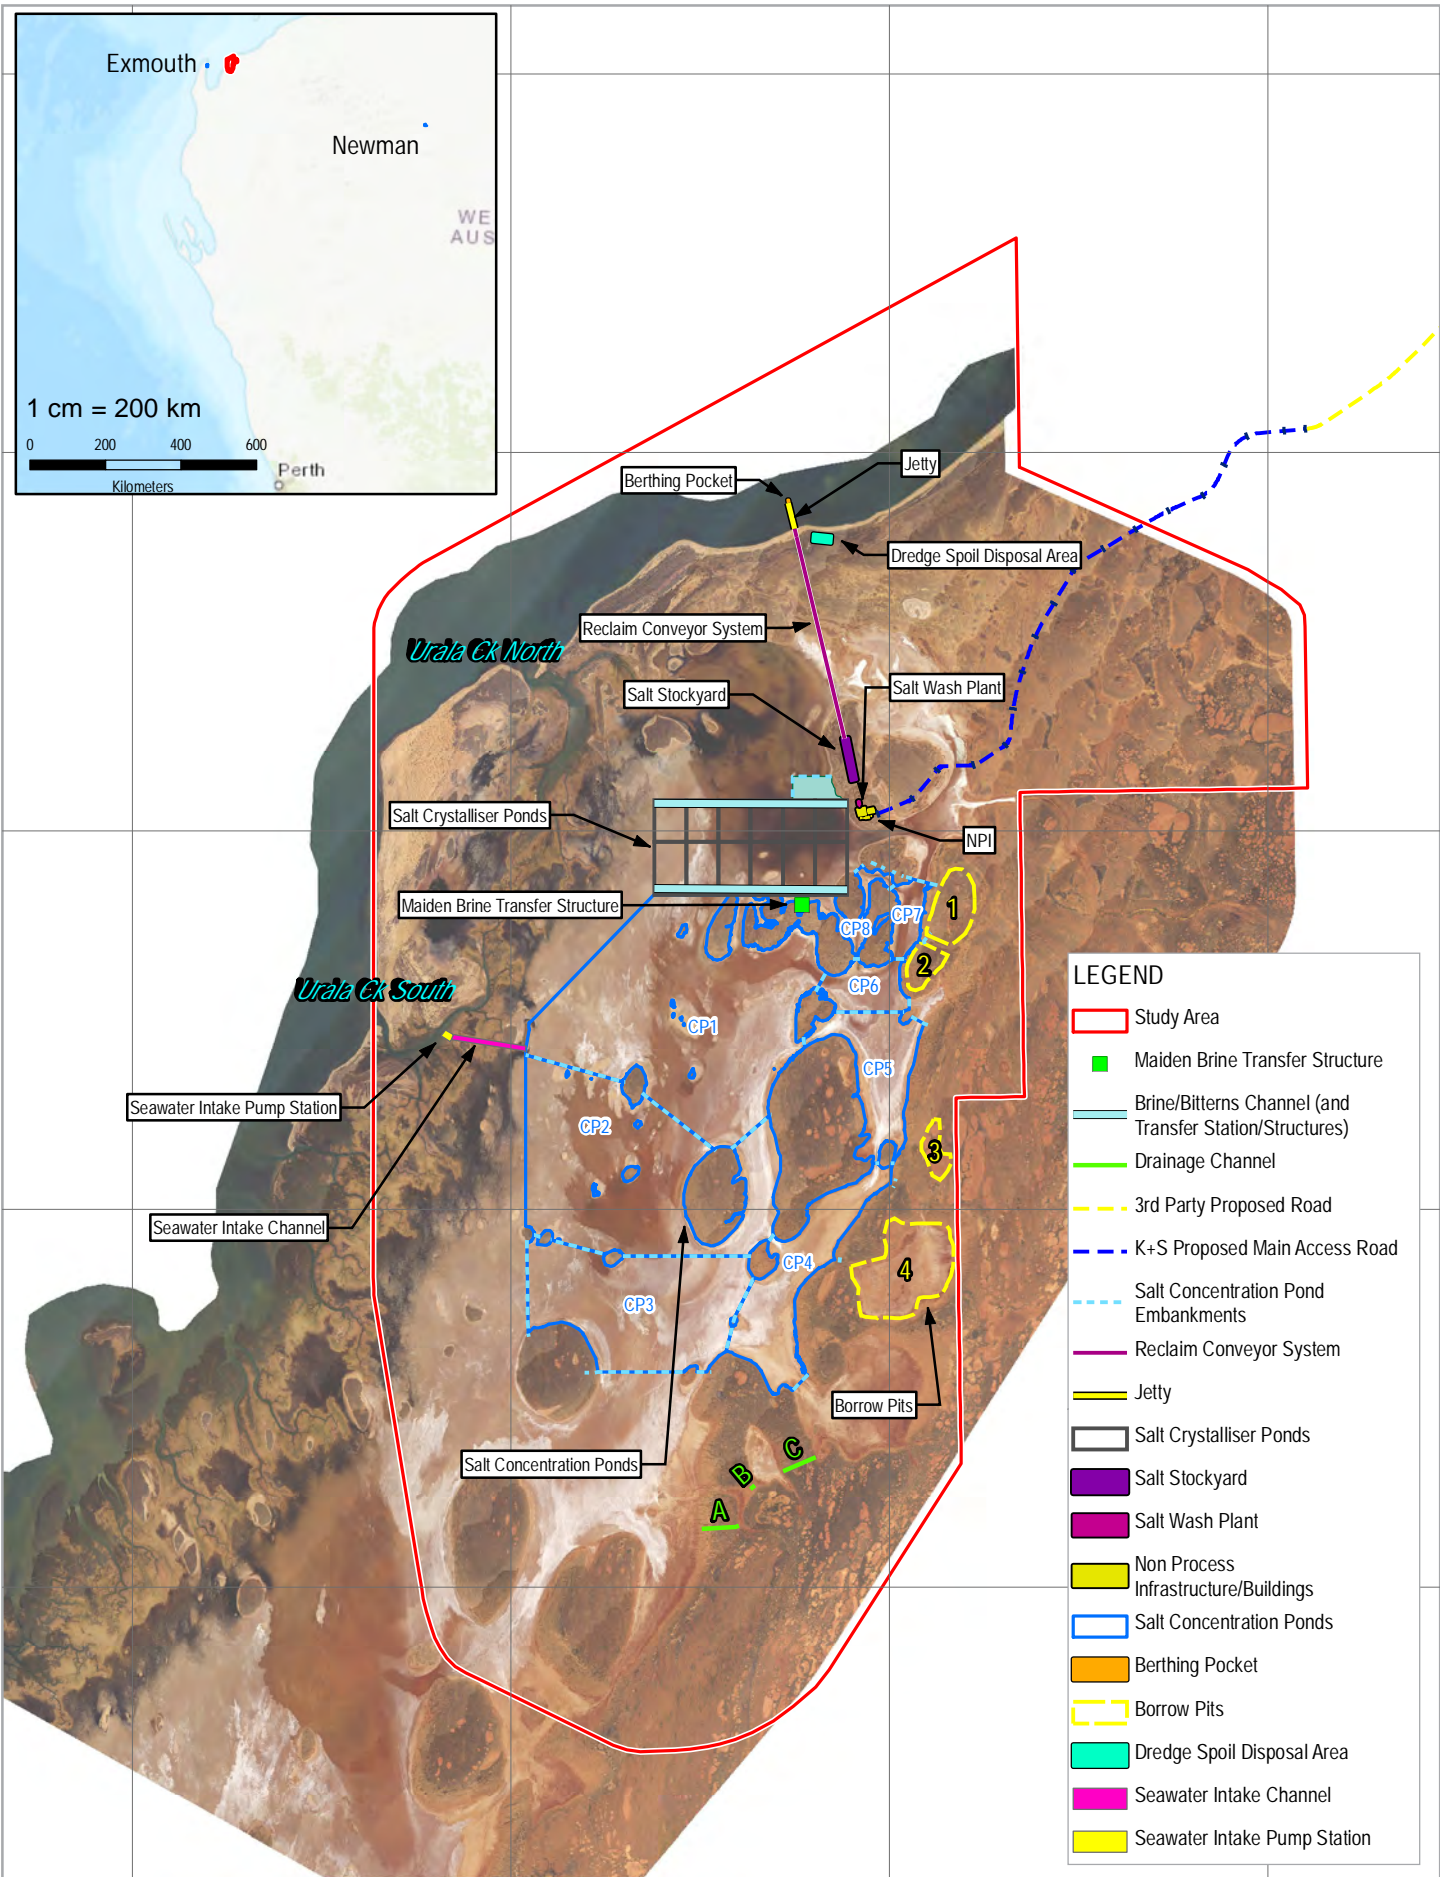 Exmouth
Newman
WE
AUS
1 cm = 200 km
0 200 400 600
Kilometers
Perth
Berthing Pocket
Jetty
Dredge Spoil Disposal Area
Reclaim Conveyor System
Urala Ck North
Salt Stockyard
Salt Wash Plant
Salt Crystalliser Ponds
NPI
Maiden Brine Transfer Structure
CP8
CP7
1
2
CP6
Urala Ck South
CP1
CP5
Seawater Intake Pump Station
CP2
3
Seawater Intake Channel
CP4
4
CP3
Borrow Pits
Salt Concentration Ponds
C
B
A
LEGEND
Study Area
Maiden Brine Transfer Structure
Brine/Bitterns Channel (and
Transfer Station/Structures)
Drainage Channel
3rd Party Proposed Road
K+S Proposed Main Access Road
Salt Concentration Pond
Embankments
Reclaim Conveyor System
Jetty
Salt Crystalliser Ponds
Salt Stockyard
Salt Wash Plant
Non Process
Infrastructure/Buildings
Salt Concentration Ponds
Berthing Pocket
Borrow Pits
Dredge Spoil Disposal Area
Seawater Intake Channel
Seawater Intake Pump Station